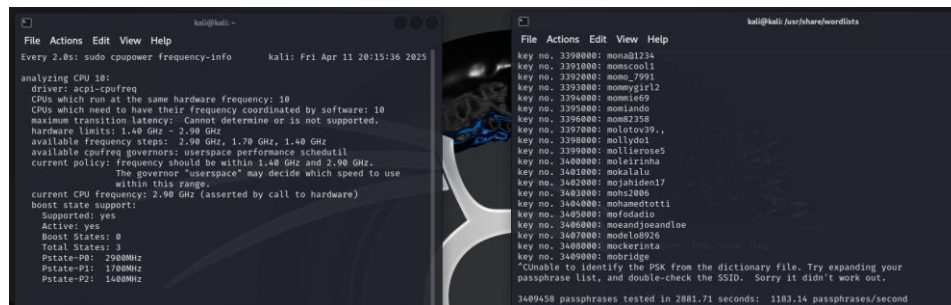 kali@kali: ~
File Actions Edit View Help
Every 2.0s: sudo cpupower frequency-info kali: Fri Apr 11 20:15:36 2025
analyzing CPU 10:
driver: acpi-cpufreq
CPUs which run at the same hardware frequency: 10
CPUs which need to have their frequency coordinated by software: 10
maximum transition latency: Cannot determine or is not supported.
hardware limits: 1.40 GHz - 2.90 GHz
available frequency steps: 2.90 GHz, 1.70 GHz, 1.40 GHz
available cpufreq governors: userspace performance schedutil
current policy: frequency should be within 1.40 GHz and 2.90 GHz.
The governor "userspace" may decide which speed to use
within this range.
current CPU frequency: 2.90 GHz (asserted by call to hardware)
boost state support:
Supported: yes
Active: yes
Boost States: 0
Total States: 3
Pstate-P0: 2900MHz
Pstate-P1: 1700MHz
Pstate-P2: 1400MHz
kali@kali: /usr/share/wordlists
File Actions Edit View Help
key no. 3390000: mona@1234
key no. 3391000: momscool1
key no. 3392000: momo_7991
key no. 3393000: mommygirl2
key no. 3394000: mommie69
key no. 3395000: momiando
key no. 3396000: mom82358
key no. 3397000: molotov39.,
key no. 3398000: mollydo1
key no. 3399000: mollierose5
key no. 3400000: moleirinha
key no. 3401000: mokalalu
key no. 3402000: mojahiden17
key no. 3403000: mohs2006
key no. 3404000: mohamedtotti
key no. 3405000: mofodadio
key no. 3406000: moeandjoeandloe
key no. 3407000: modelo8926
key no. 3408000: mockerinta
key no. 3409000: mobridge
^CUnable to identify the PSK from the dictionary file. Try expanding your
passphrase list, and double-check the SSID. Sorry it didn't work out.
3409458 passphrases tested in 2881.71 seconds: 1183.14 passphrases/second